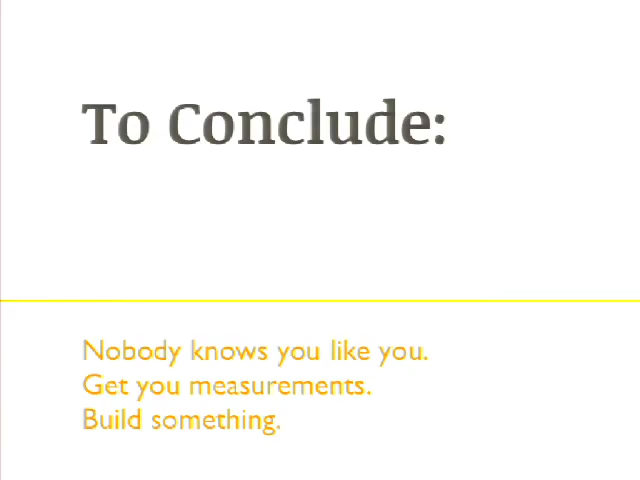 To Conclude:
Nobody knows you like you.
Get you measurements.
Build something.